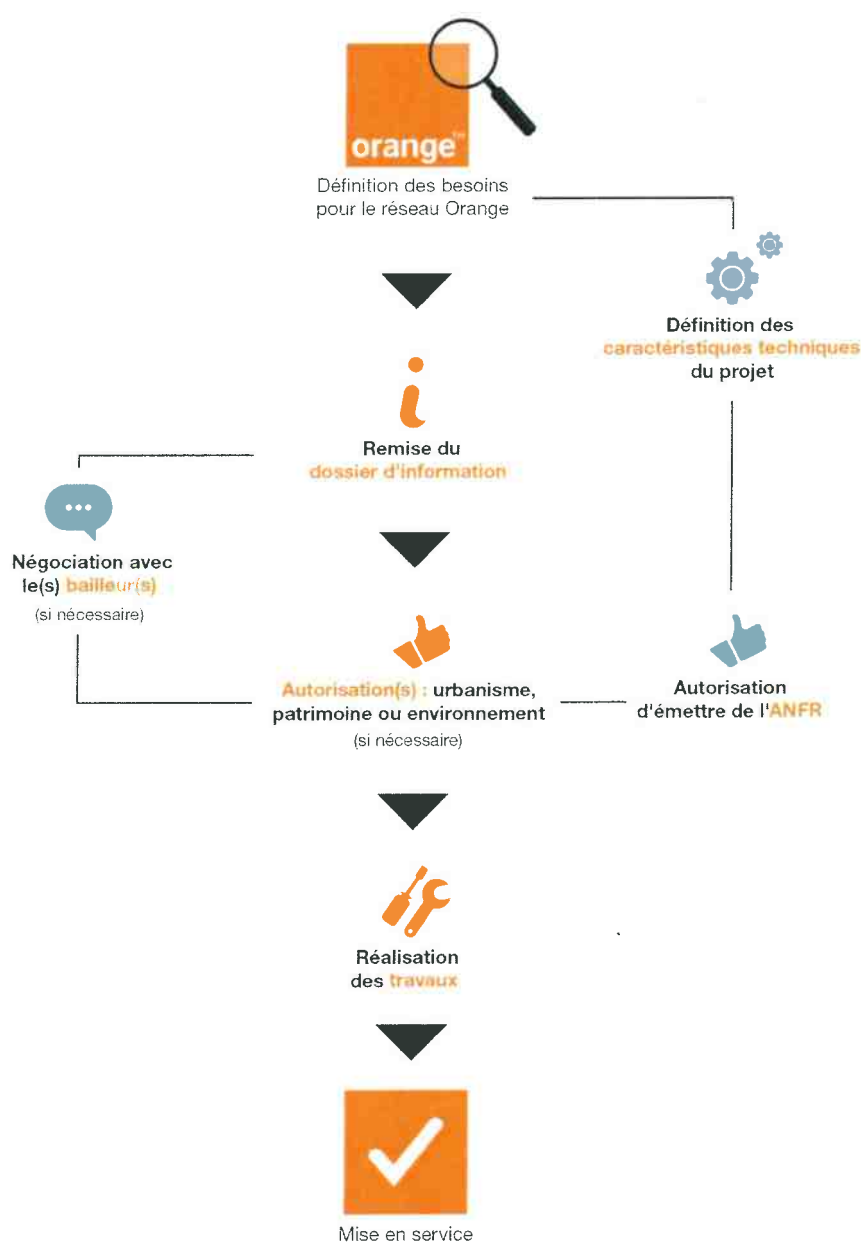 orange™
Définition des besoins
pour le réseau Orange
Définition des
caractéristiques techniques
du projet
Remise du
dossier d'information
Négociation avec
le(s) bailleur(s)
(si nécessaire)
Autorisation(s) : urbanisme,
patrimoine ou environnement
(si nécessaire)
Autorisation
d'émettre de l'ANFR
Réalisation
des travaux
Mise en service